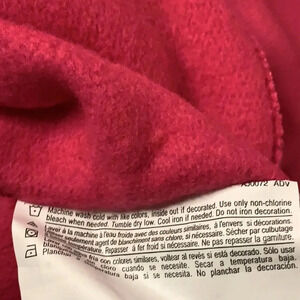 A50072 ADV
Machine wash cold with like colors, inside out if decorated. Use only non-chlorine
bleach when needed. Tumble dry low. Cool iron if needed. Do not iron decoration.
Laver à la machine à l'eau froide avec des couleurs similaires, à l'envers si décorations.
seulement agent de blanchiment sans chlore, si nécessaire. Sécher par culbutage
Repasser à fer froid si nécessaire. Ne pas repasser la garniture.
fria con colores similares, voltear al revés si está decorado. Sólo usar
cloro cuando se necesite. Secar a temperatura baja.
baja si se necesita. No planchar la decoración.